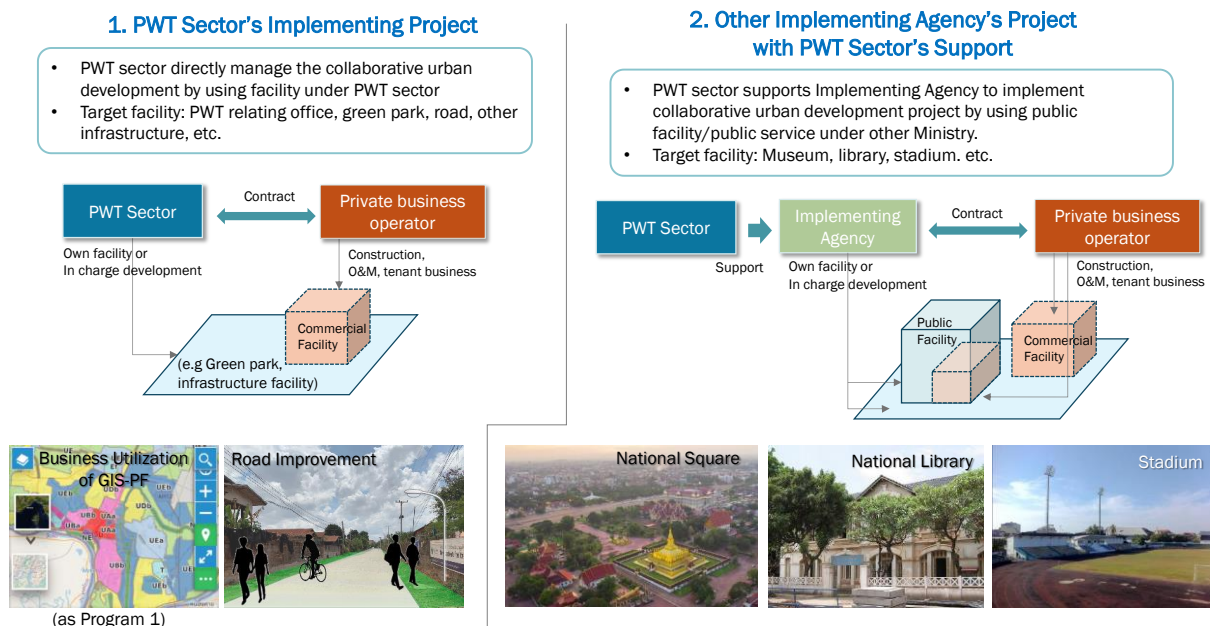 1. PWT Sector's Implementing Project
• PWT sector directly manage the collaborative urban
development by using facility under PWT sector
• Target facility: PWT relating office, green park, road, other
infrastructure, etc.
PWT Sector
Contract
Private business
operator
Own facility or
In charge development
Construction,
O&M, tenant business
Commercial
Facility
(e.g Green park,
infrastructure facility)
Business Utilization
of GIS-PF
UEb
UDb
UBa
UAa
UEa
UBb
(as Program 1)
Road Improvement
2. Other Implementing Agency's Project
with PWT Sector's Support
• PWT sector supports Implementing Agency to implement
collaborative urban development project by using public
facility/public service under other Ministry.
• Target facility: Museum, library, stadium. etc.
PWT Sector
Support
Implementing
Agency
Contract
Private business
operator
Own facility or
In charge development
Construction,
O&M, tenant business
Public
Facility
Commercial
Facility
National Square
National Library
Stadium